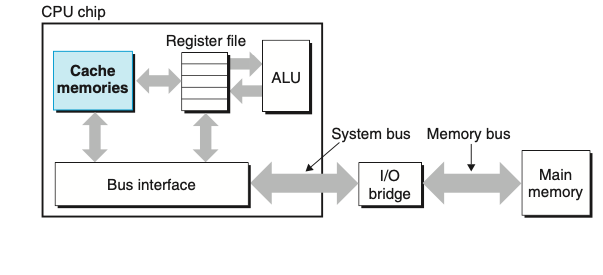 CPU chip
Register file
Cache
memories
ALU
System bus
Memory bus
Bus interface
I/O
bridge
Main
memory